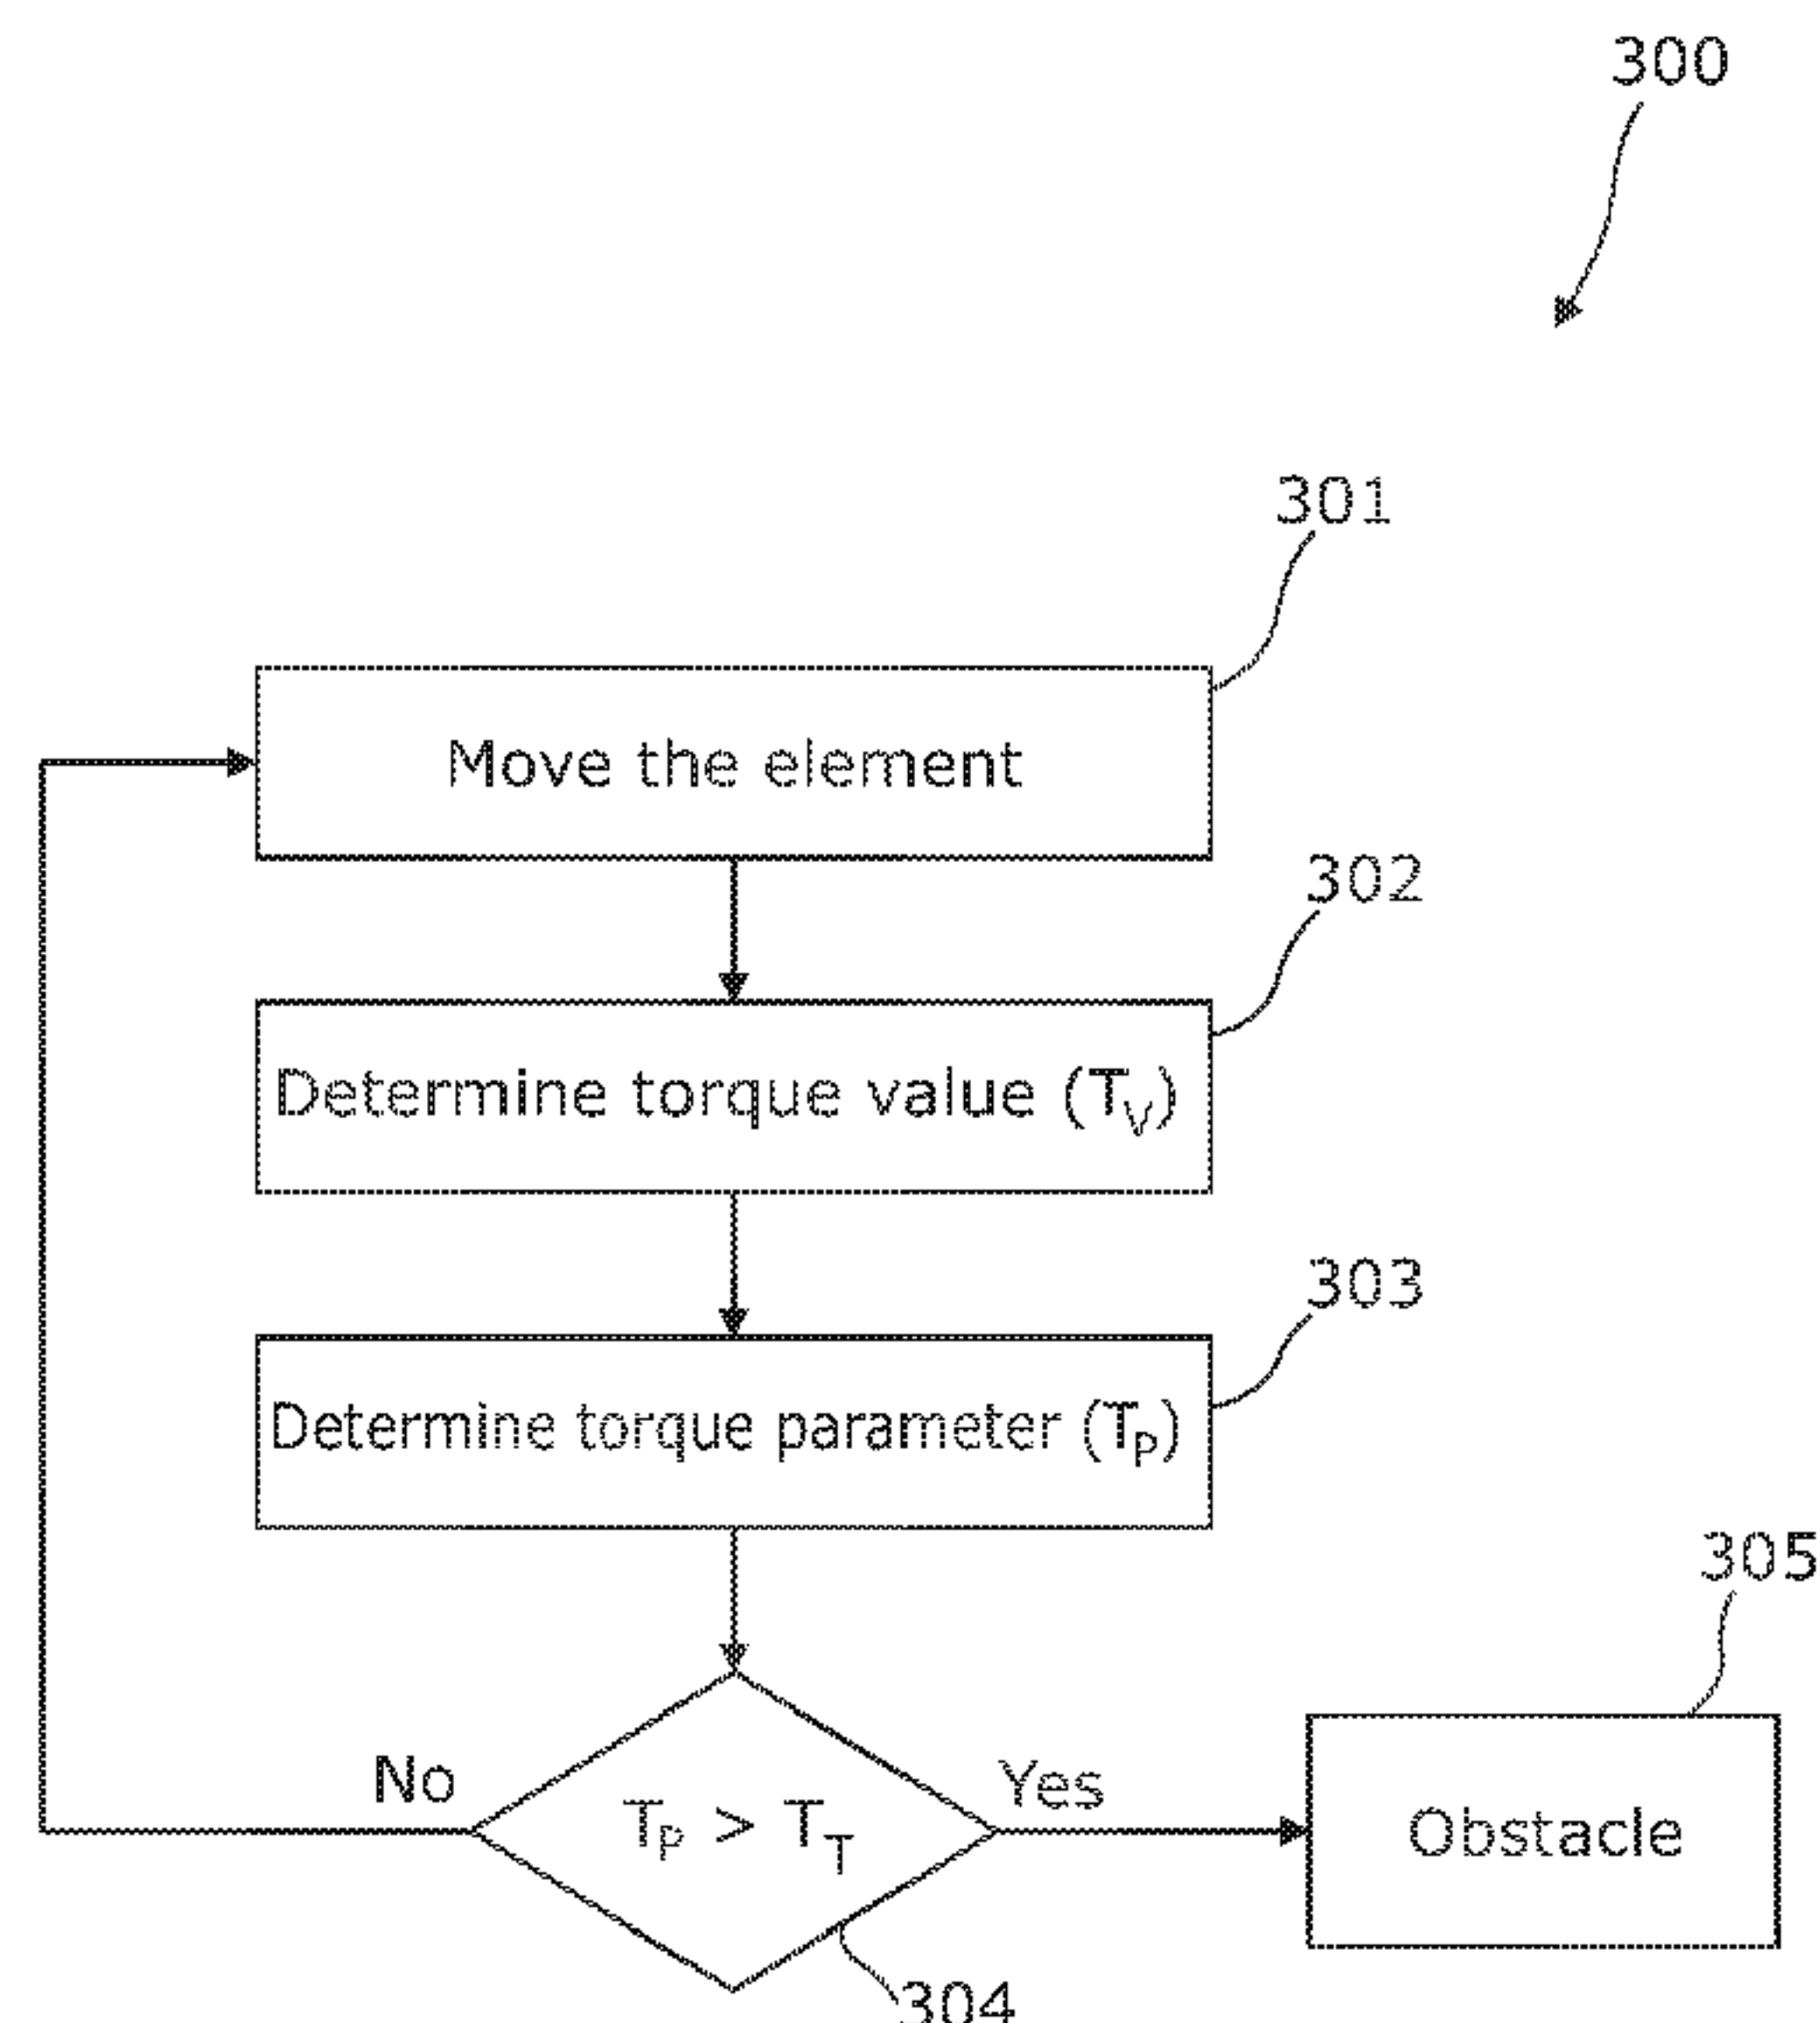 300
301
Move the element
302
Determine torque value (T_V)
303
Determine torque parameter (T_P)
305
No
Yes
T_P > T_T
Obstacle
304